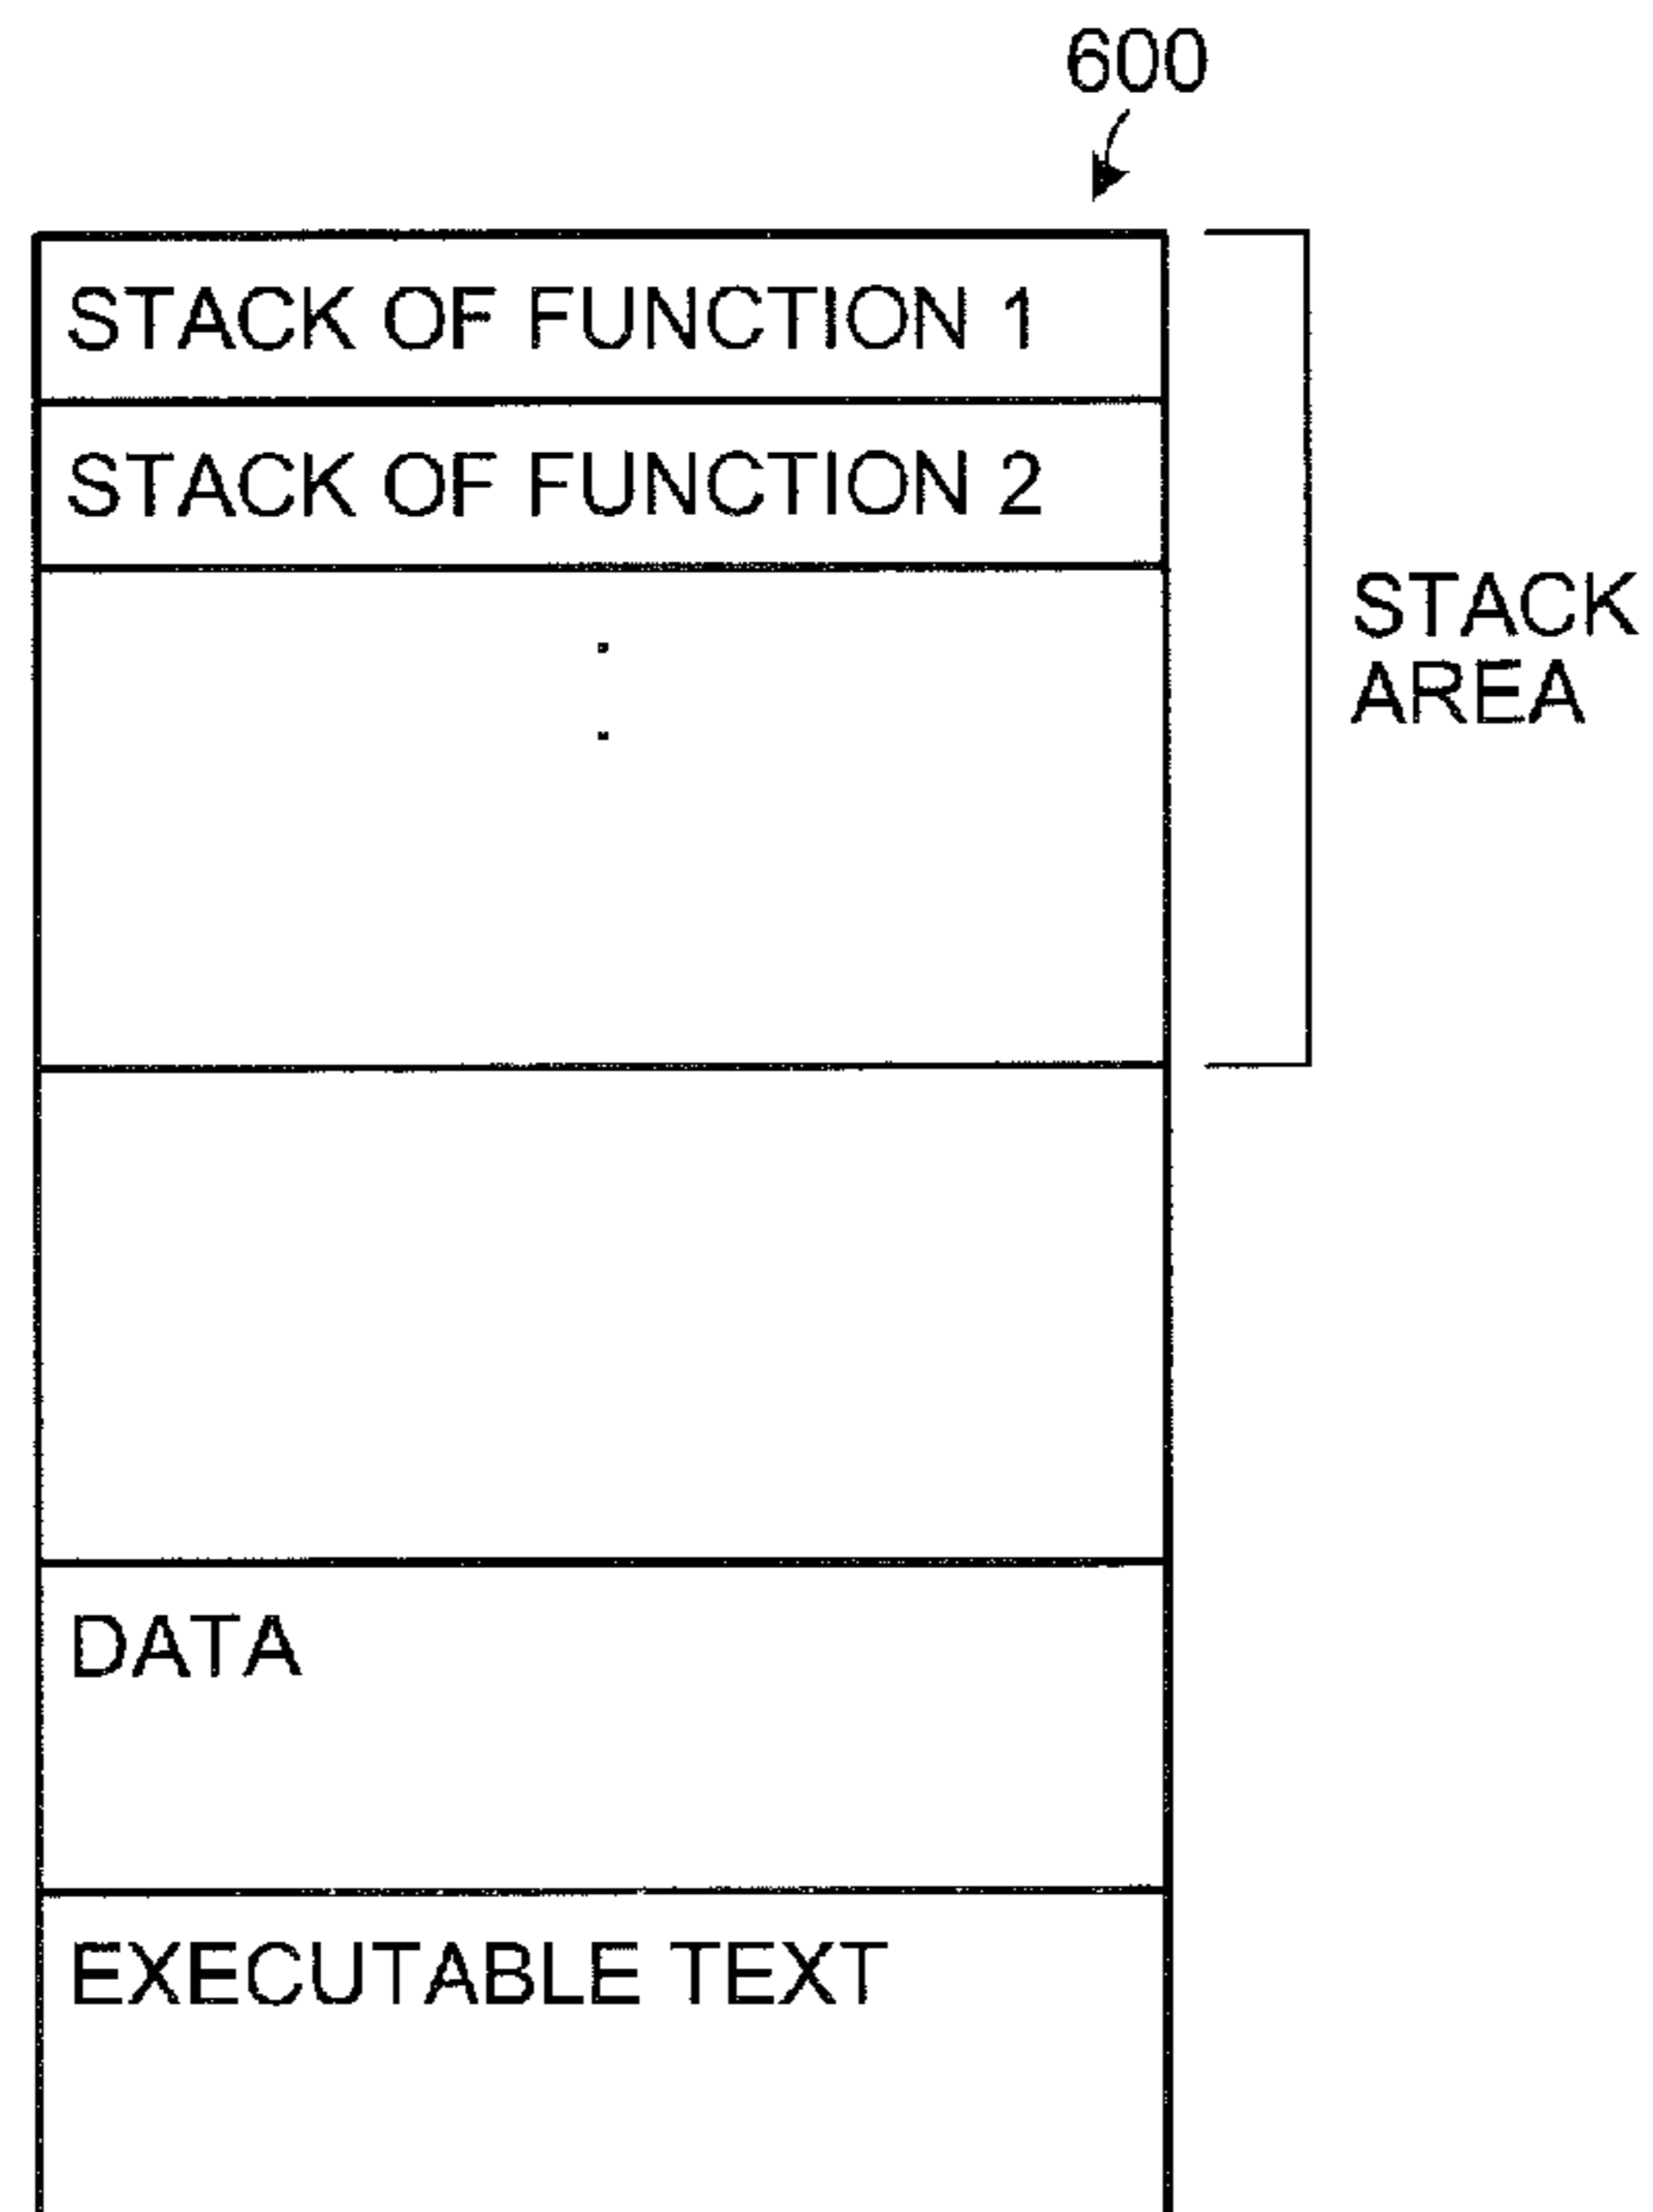 600
STACK OF FUNCTION 1
STACK OF FUNCTION 2
:
STACK
AREA
DATA
EXECUTABLE TEXT